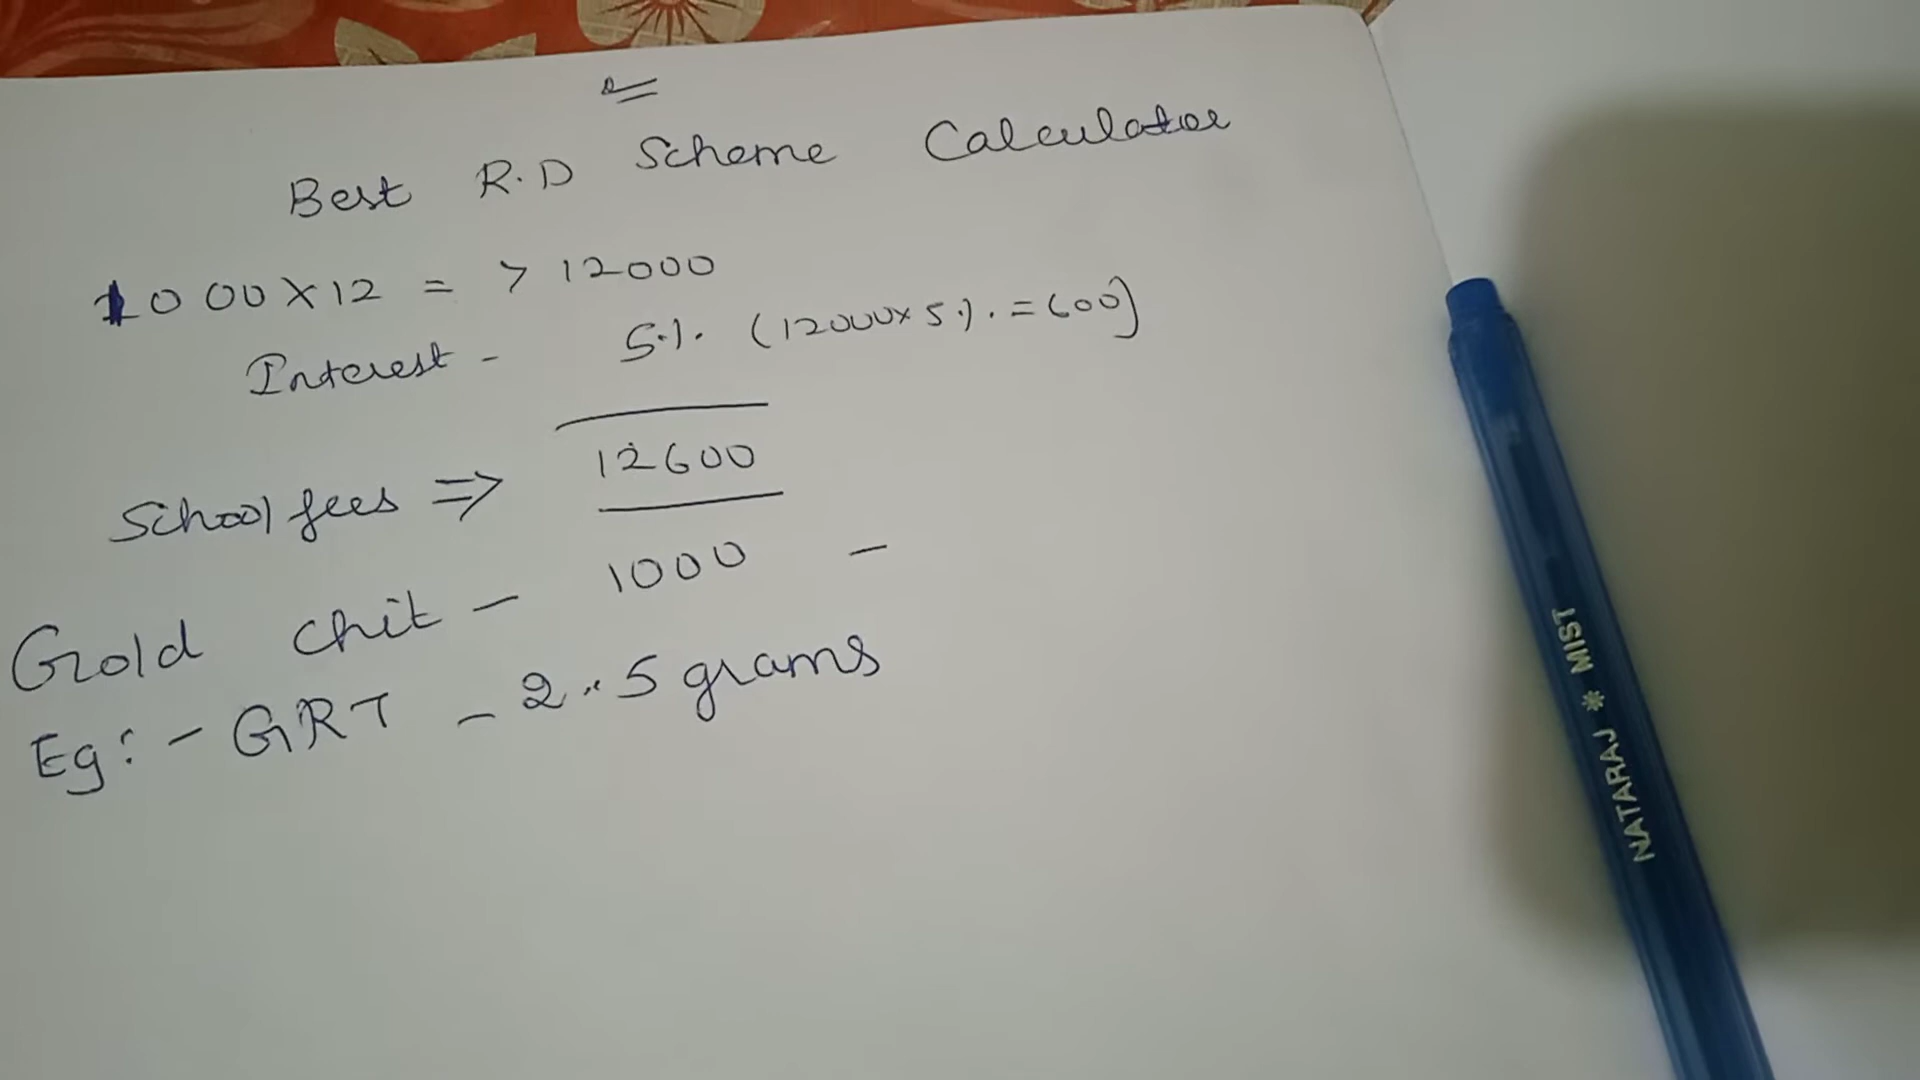 Best R.D Scheme Calculator
1000 X 12 = > 12000
Interest - 5% (12000 x 5% = 600)
School fees => 12600
Gold chit - 1000 -
Eg:- GRT - 2.5 grams
NATARAJ * MIST